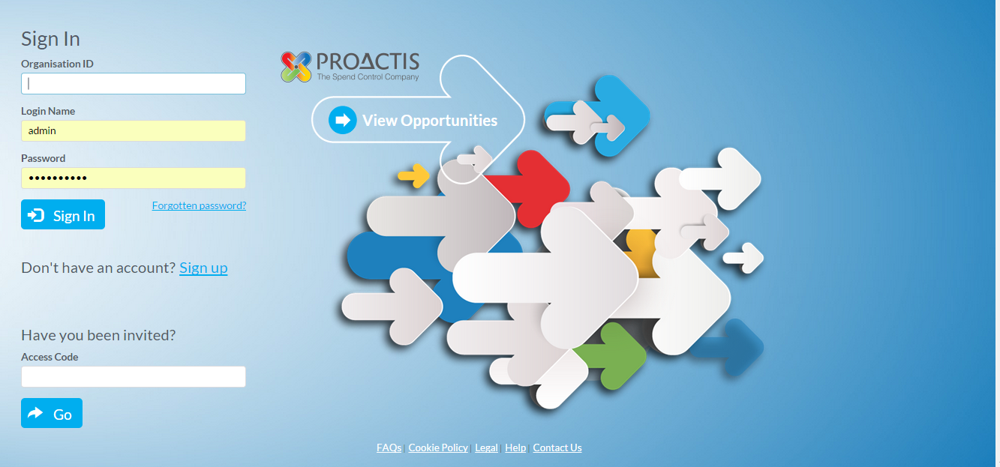 Sign In
Organisation ID
Login Name
admin
Password
••••••••••
Sign In
Forgotten password?
Don't have an account? Sign up
Have you been invited?
Access Code
Go
PROACTIS
The Spend Control Company
View Opportunities
FAQs | Cookie Policy | Legal | Help | Contact Us